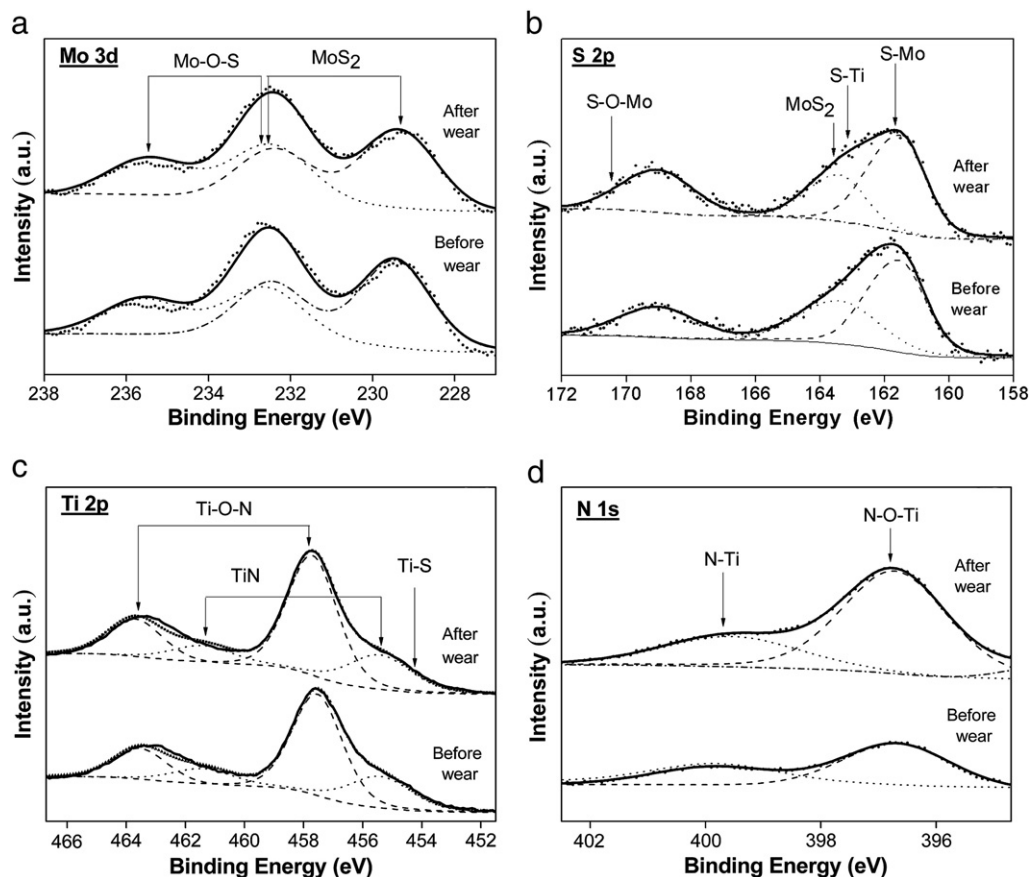 a
Mo 3d
Mo-O-S
MoS2
After
wear
Before
wear
Intensity (a.u.)
238 236 234 232 230 228
Binding Energy (eV)
b
S 2p
S-Mo
S-Ti
S-O-Mo
MoS2
After
wear
Before
wear
Intensity (a.u.)
172 170 168 166 164 162 160 158
Binding Energy (eV)
c
Ti 2p
Ti-O-N
TiN
Ti-S
After
wear
Before
wear
Intensity (a.u.)
466 464 462 460 458 456 454 452
Binding Energy (eV)
d
N 1s
N-O-Ti
N-Ti
After
wear
Before
wear
Intensity (a.u.)
402 400 398 396
Binding Energy (eV)